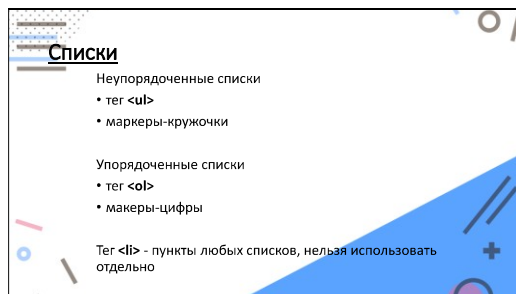 Списки
Неупорядоченные списки
• тег <ul>
• маркеры-кружочки
Упорядоченные списки
• тег <ol>
• макеры-цифры
Тег <li> - пункты любых списков, нельзя использовать
отдельно